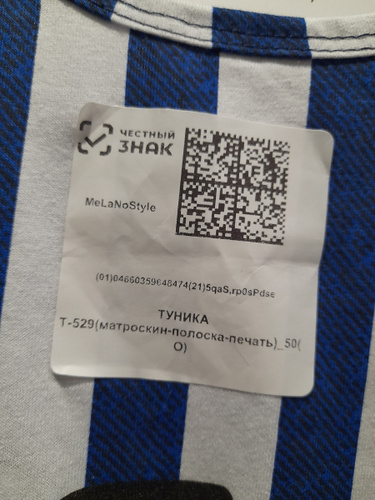 ЧЕСТНЫЙ
ЗНАК
MeLaNoStyle
(01)04660359648474(21)5qaS,rp0sPdsc
ТУНИКА
Т-529(матроскин-полоска-печать)_50(
О)